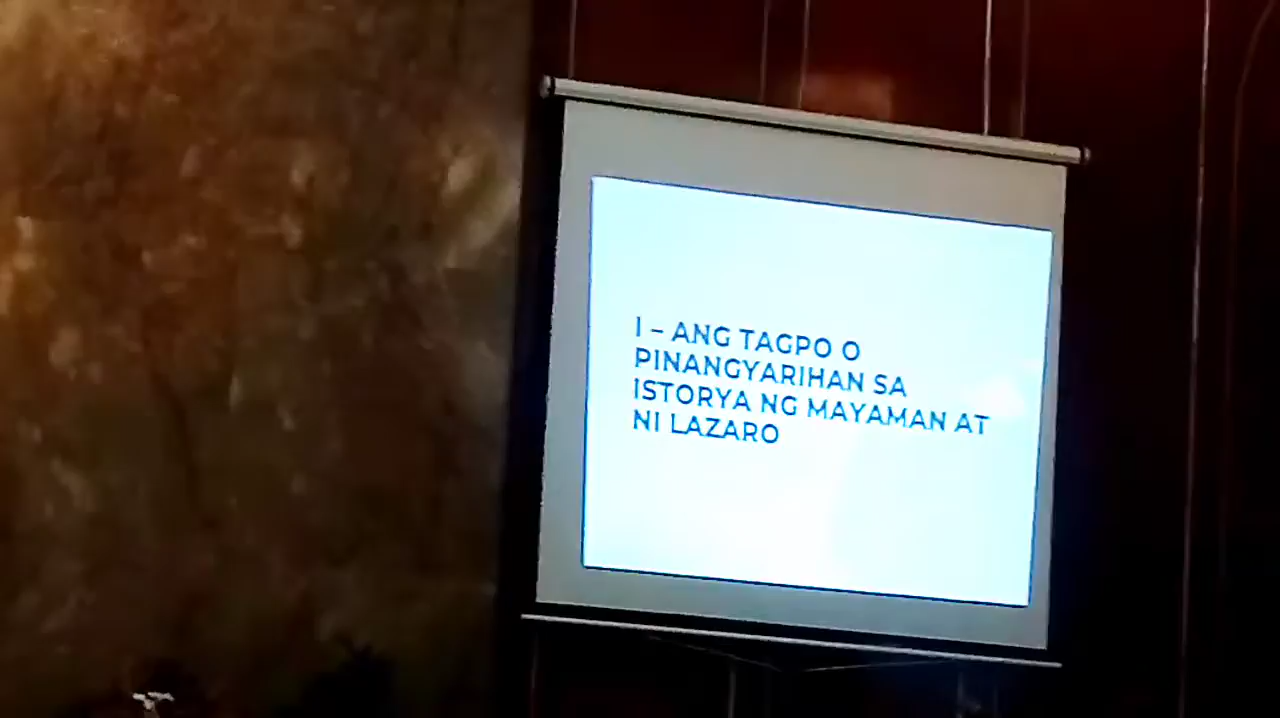 I – ANG TAGPO O
PINANGYARIHAN SA
ISTORYA NG MAYAMAN AT
NI LAZARO